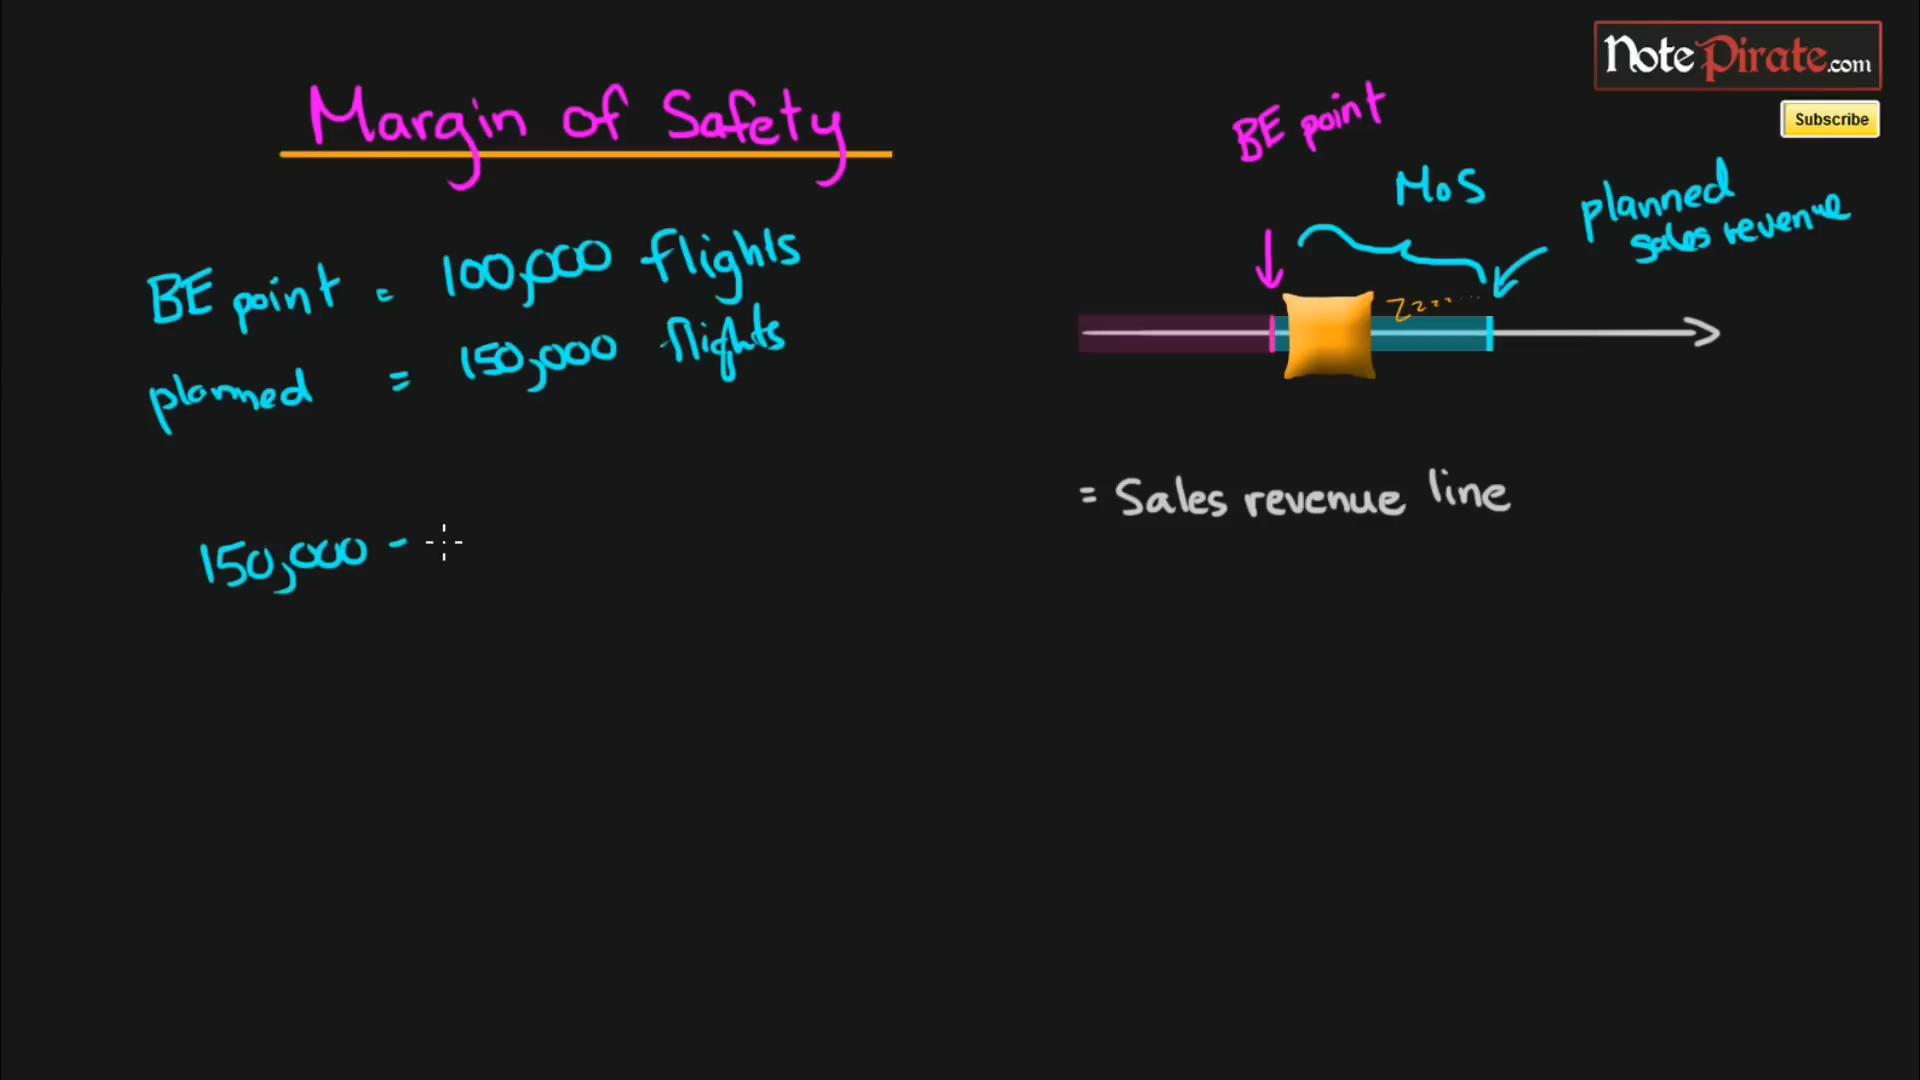 NotePirate.com
Subscribe
Margin of Safety
BE point = 100,000 flights
planned = 150,000 flights
150,000 -
BE point
MoS
planned
sales revenue
Zzzz.....
= Sales revenue line